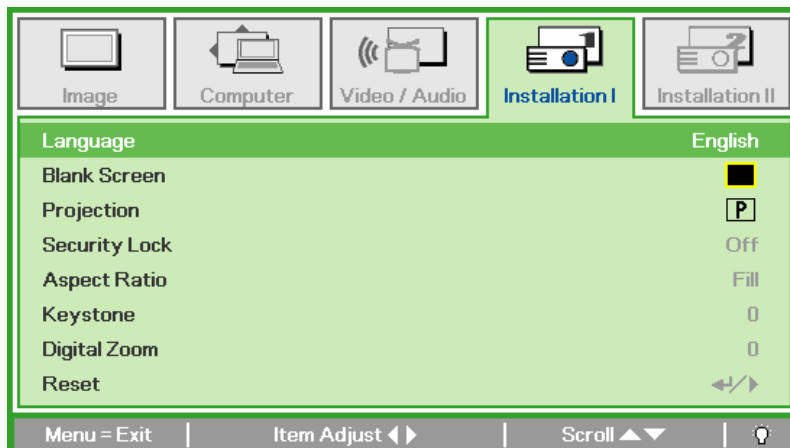 Image Computer Video / Audio Installation I Installation II
Language English
Blank Screen
Projection P
Security Lock Off
Aspect Ratio Fill
Keystone 0
Digital Zoom 0
Reset
Menu = Exit Item Adjust Scroll